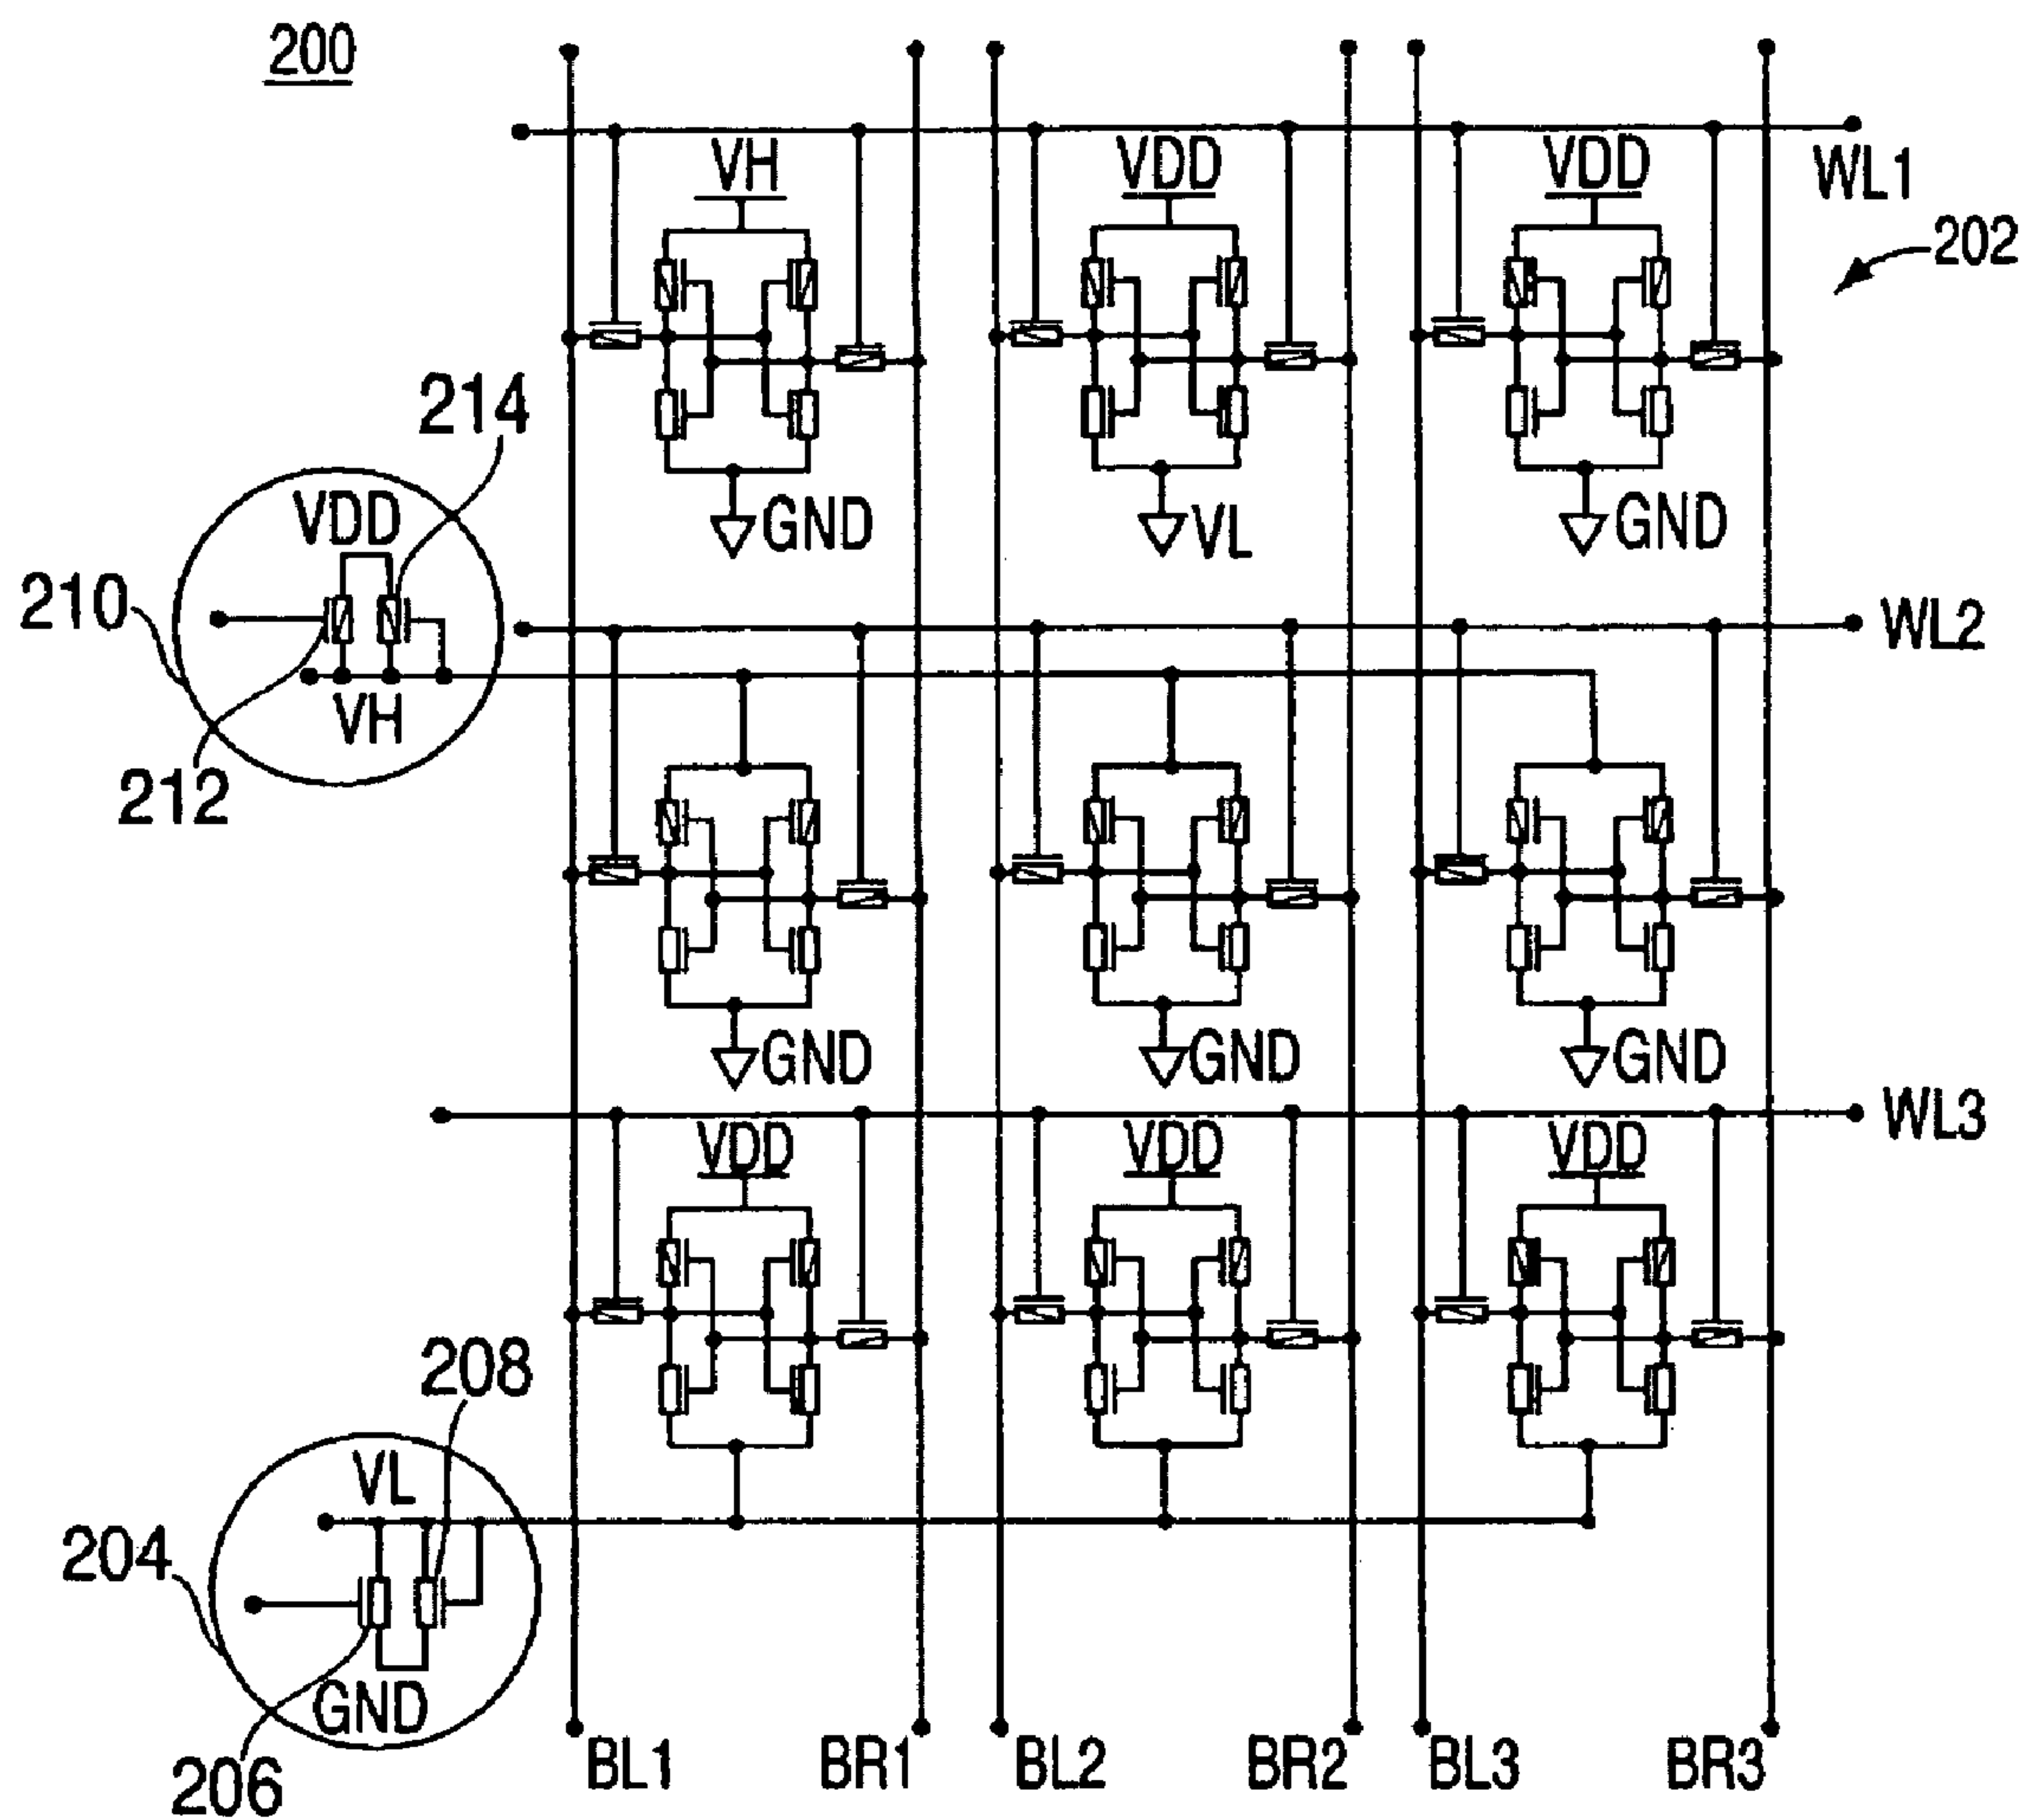 200
VH VDD VDD
WL1
202
214
GND VL GND
VDD
210
WL2
VH
212
GND GND GND
WL3
VDD VDD VDD
208
VL
204
GND
206
BL1 BR1 BL2 BR2 BL3 BR3